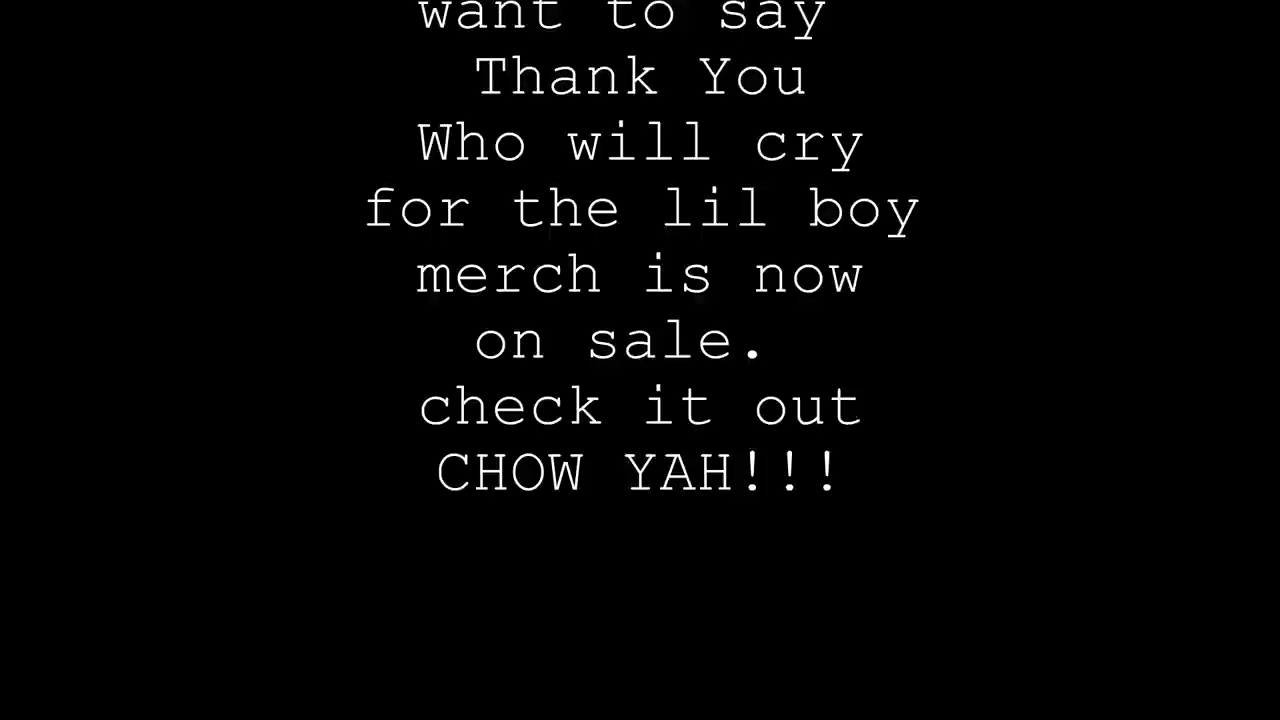 want to say
Thank You
Who will cry
for the lil boy
merch is now
on sale.
check it out
CHOW YAH!!!